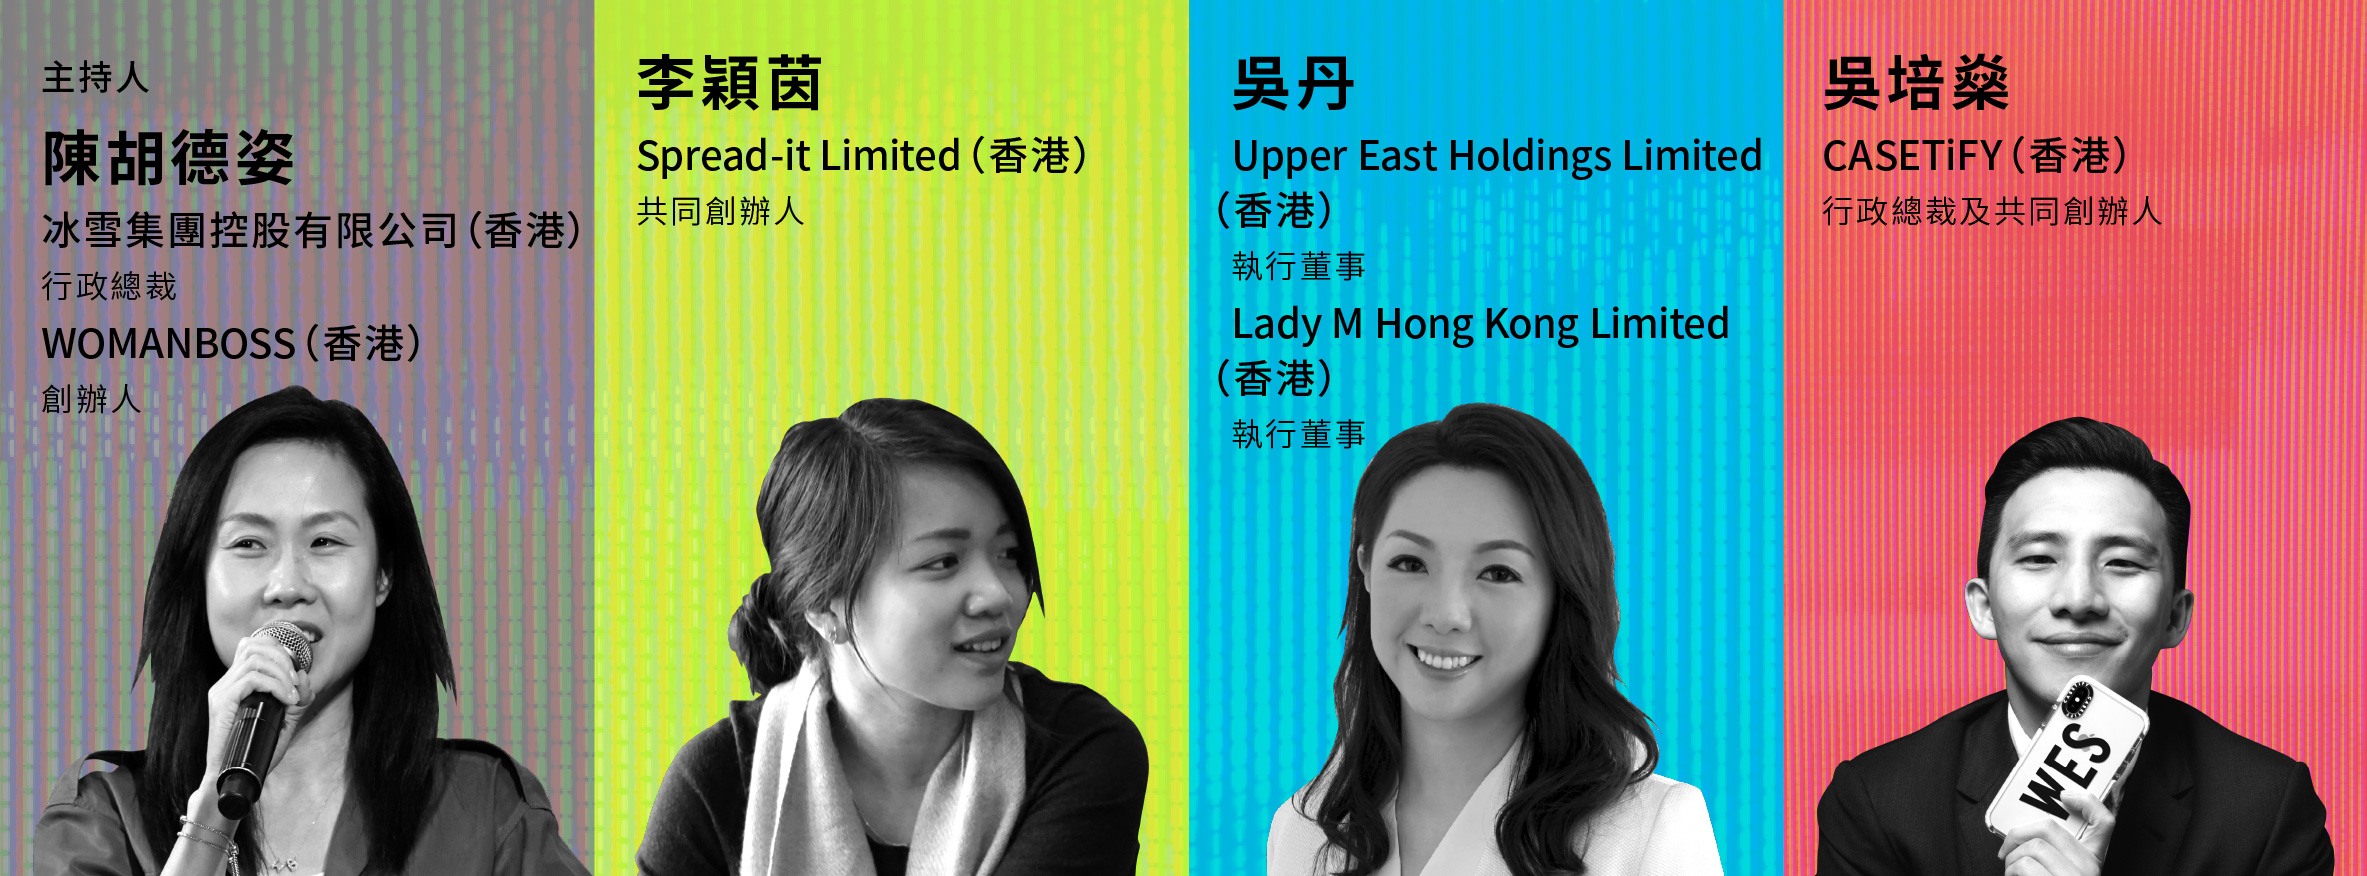 主持人
陳胡德姿
冰雪集團控股有限公司(香港)
行政總裁
WOMANBOSS(香港)
創辦人
李穎茵
Spread-it Limited(香港)
共同創辦人
吳丹
Upper East Holdings Limited
(香港)
執行董事
Lady M Hong Kong Limited
(香港)
執行董事
吳培燊
CASETiFY(香港)
行政總裁及共同創辦人
WES